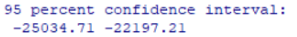 95 percent confidence interval:
-25034.71 -22197.21